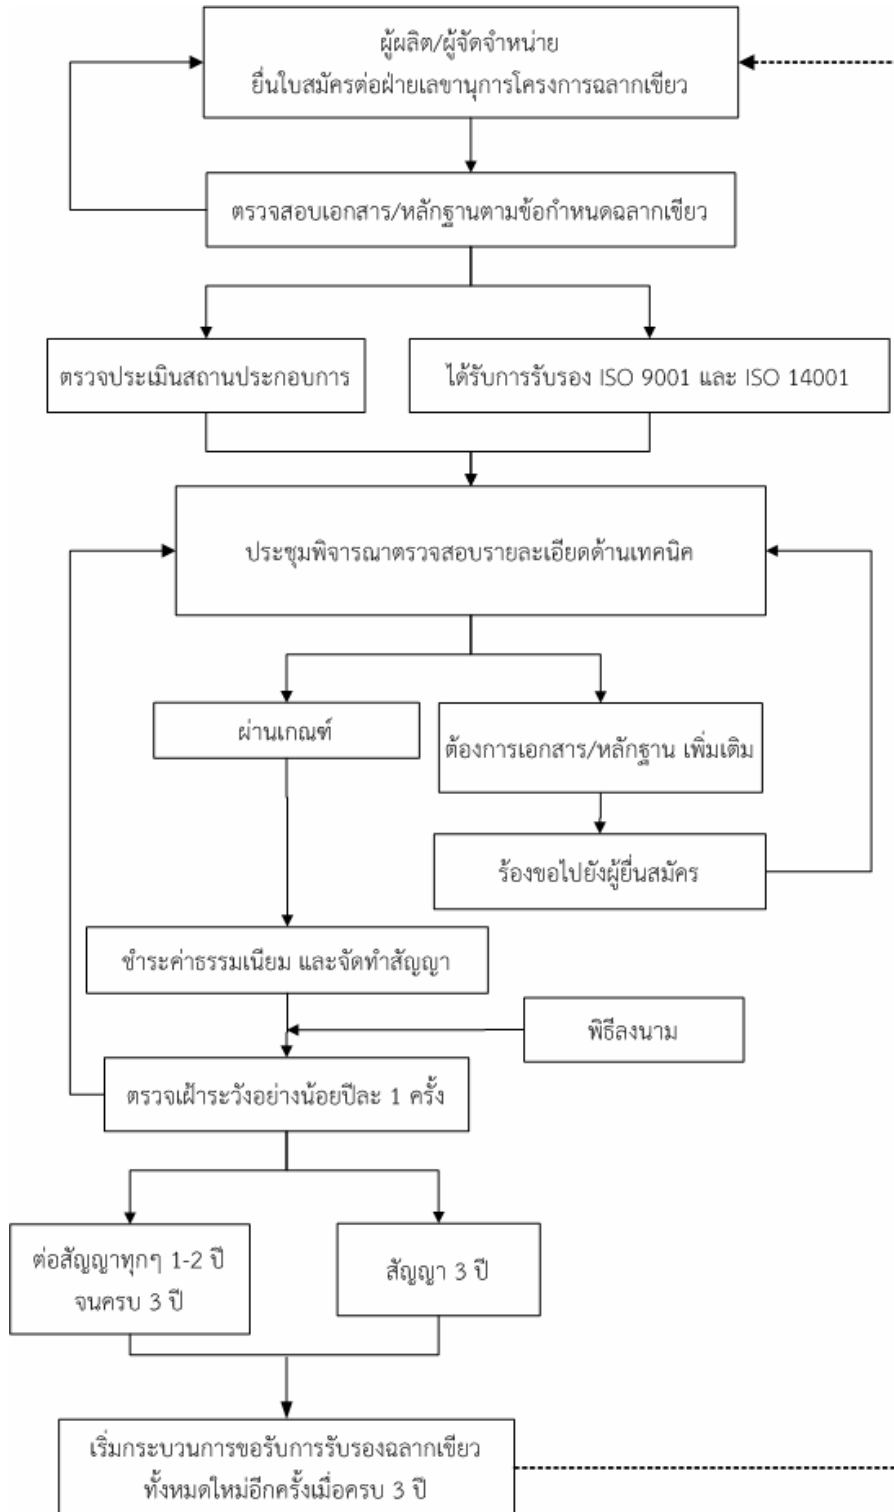 ผู้ผลิต/ผู้จัดจำหน่าย
ยื่นใบสมัครต่อฝ่ายเลขานุการโครงการฉลากเขียว
ตรวจสอบเอกสาร/หลักฐานตามข้อกำหนดฉลากเขียว
ตรวจประเมินสถานประกอบการ
ได้รับการรับรอง ISO 9001 และ ISO 14001
ประชุมพิจารณาตรวจสอบรายละเอียดด้านเทคนิค
ผ่านเกณฑ์
ต้องการเอกสาร/หลักฐาน เพิ่มเติม
ร้องขอไปยังผู้ยื่นสมัคร
ชำระค่าธรรมเนียม และจัดทำสัญญา
พิธีลงนาม
ตรวจเฝ้าระวังอย่างน้อยปีละ 1 ครั้ง
ต่อสัญญาทุกๆ 1-2 ปี
จนครบ 3 ปี
สัญญา 3 ปี
เริ่มกระบวนการขอรับการรับรองฉลากเขียว
ทั้งหมดใหม่อีกครั้งเมื่อครบ 3 ปี